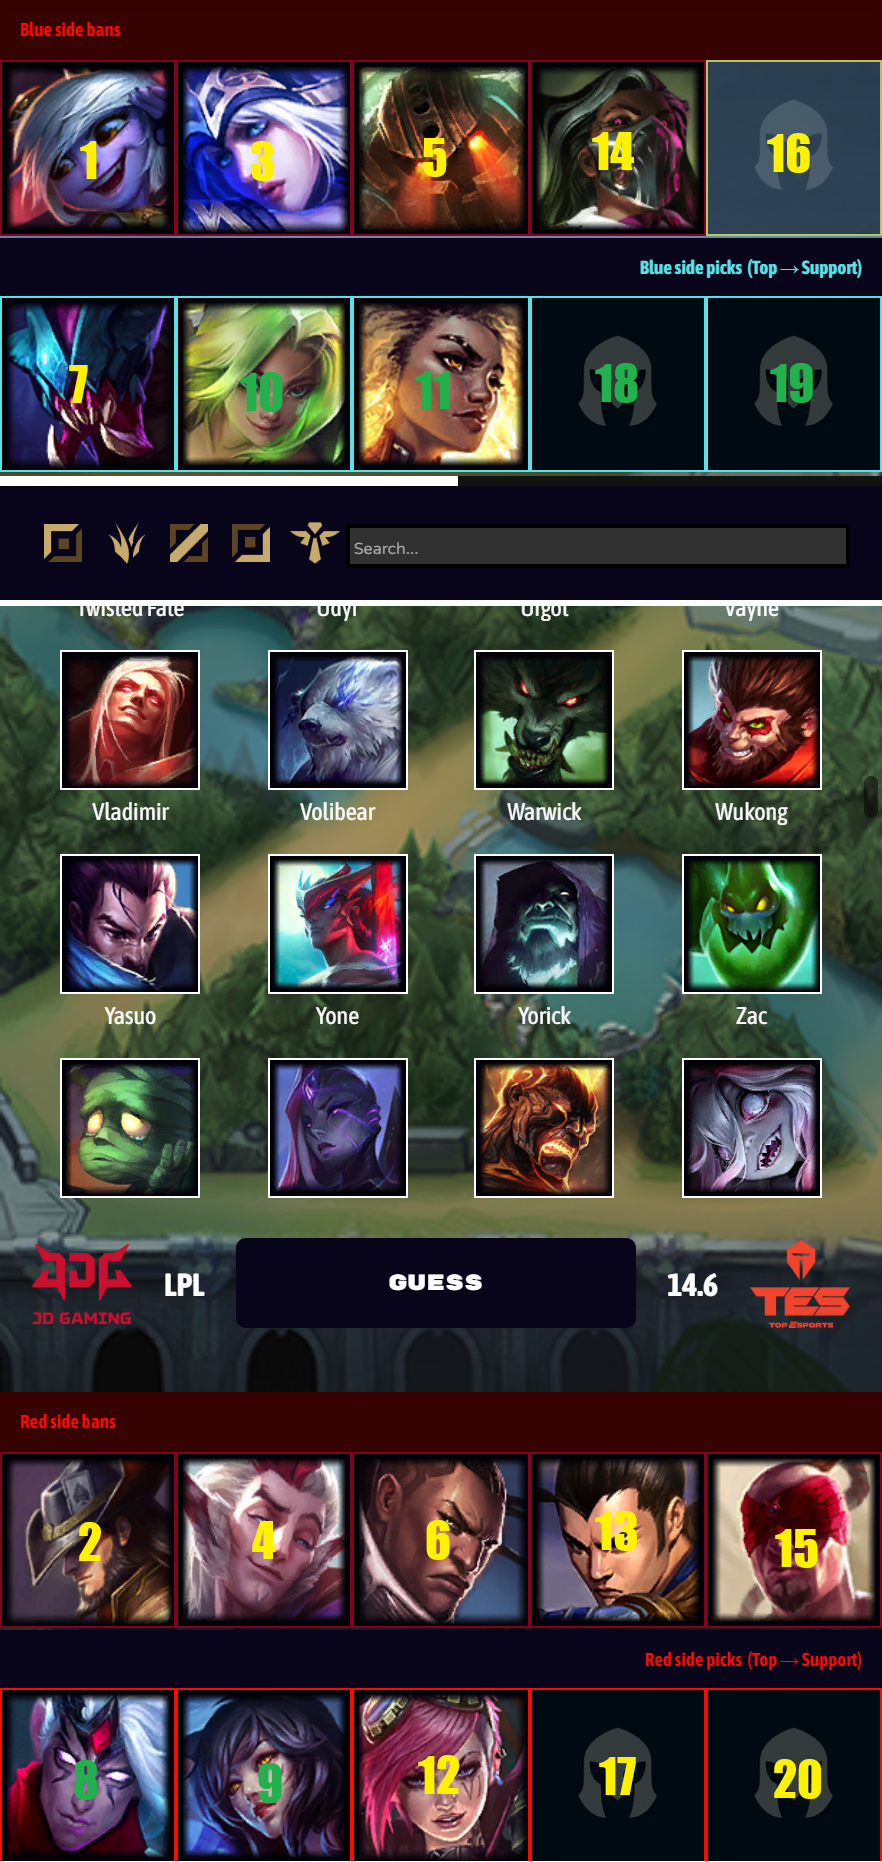 Blue side bans
1 3 5 14 16
Blue side picks (Top → Support)
7 10 11 18 19
Search...
Twisted Fate Udyr Urgot Vayne
Vladimir Volibear Warwick Wukong
Yasuo Yone Yorick Zac
JDG
JD GAMING
LPL
GUESS
14.6
TES
TOP ESPORTS
Red side bans
2 4 6 13 15
Red side picks (Top → Support)
8 9 12 17 20